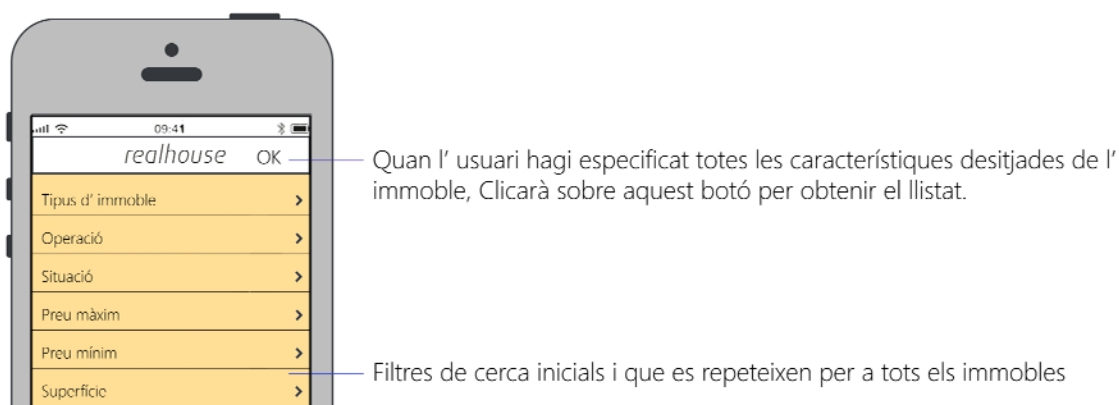 09:41
realhouse OK
Quan l’ usuari hagi especificat totes les característiques desitjades de l’
immoble, Clicarà sobre aquest botó per obtenir el llistat.
Tipus d’ immoble
Operació
Situació
Preu màxim
Preu mínim
Filtres de cerca inicials i que es repeteixen per a tots els immobles
Superfície